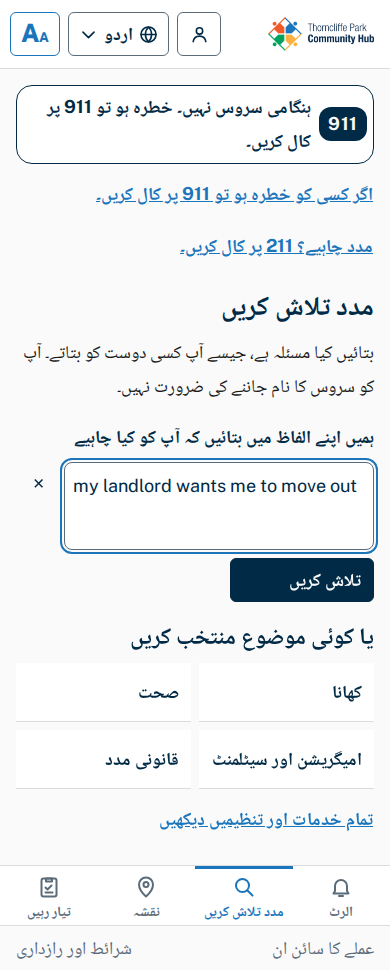 Thorncliffe Park
Community Hub
اردو
AA
911
ہنگامی سروس نہیں۔ خطرہ ہو تو 911 پر
کال کریں۔
اگر کسی کو خطرہ ہو تو 911 پر کال کریں۔
مدد چاہیے؟ 211 پر کال کریں۔
مدد تلاش کریں
بتائیں کیا مسئلہ ہے، جیسے آپ کسی دوست کو بتاتے۔ آپ
کو سروس کا نام جاننے کی ضرورت نہیں۔
ہمیں اپنے الفاظ میں بتائیں کہ آپ کو کیا چاہیے
my landlord wants me to move out
×
تلاش کریں
یا کوئی موضوع منتخب کریں
کھانا
صحت
امیگریشن اور سیٹلمنٹ
قانونی مدد
تمام خدمات اور تنظیمیں دیکھیں
الرٹ
مدد تلاش کریں
نقشہ
تیار رہیں
عملے کا سائن ان
شرائط اور رازداری